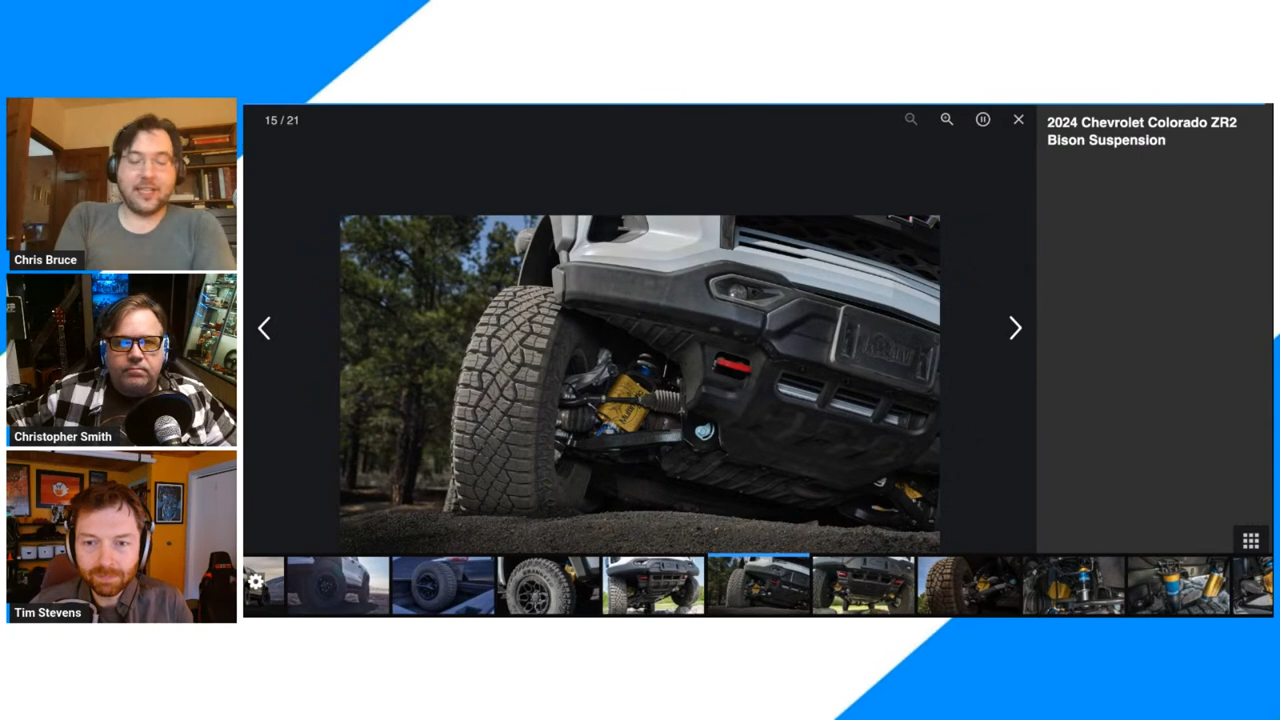 15 / 21
2024 Chevrolet Colorado ZR2
Bison Suspension
Chris Bruce
Christopher Smith
Tim Stevens